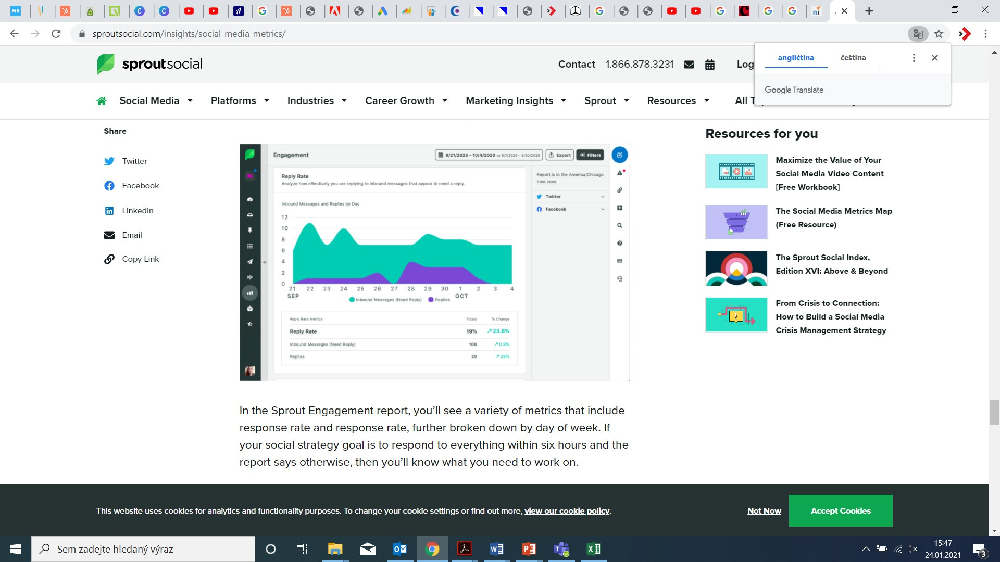 MK
sproutsocial.com/insights/social-media-metrics/
angličtina čeština
Google Translate
sproutsocial
Contact 1.866.878.3231 Log
Social Media Platforms Industries Career Growth Marketing Insights Sprout Resources All
Share
Twitter
Facebook
LinkedIn
Email
Copy Link
Engagement 9/21/2020 – 10/4/2020 vs 9/7/2020 – 9/20/2020 Export Filters
Reply Rate
Analyze how effectively you are replying to inbound messages that appear to need a reply.
Report is in the America/Chicago
time zone
Twitter
Facebook
Inbound Messages and Replies by Day
12
10
8
6
4
2
0
21 22 23 24 25 26 27 28 29 30 1 2 3 4
SEP OCT
Inbound Messages (Need Reply) Replies
Reply Rate Metrics Totals % Change
Reply Rate 19% 23.8%
Inbound Messages (Need Reply) 108 0.9%
Replies 20 25%
In the Sprout Engagement report, you’ll see a variety of metrics that include
response rate and response rate, further broken down by day of week. If
your social strategy goal is to respond to everything within six hours and the
report says otherwise, then you’ll know what you need to work on.
Resources for you
Maximize the Value of Your
Social Media Video Content
[Free Workbook]
The Social Media Metrics Map
(Free Resource)
The Sprout Social Index,
Edition XVI: Above & Beyond
From Crisis to Connection:
How to Build a Social Media
Crisis Management Strategy
This website uses cookies for analytics and functionality purposes. To change your cookie settings or find out more, view our cookie policy.
Not Now Accept Cookies
Sem zadejte hledaný výraz
15:47
24.01.2021
3